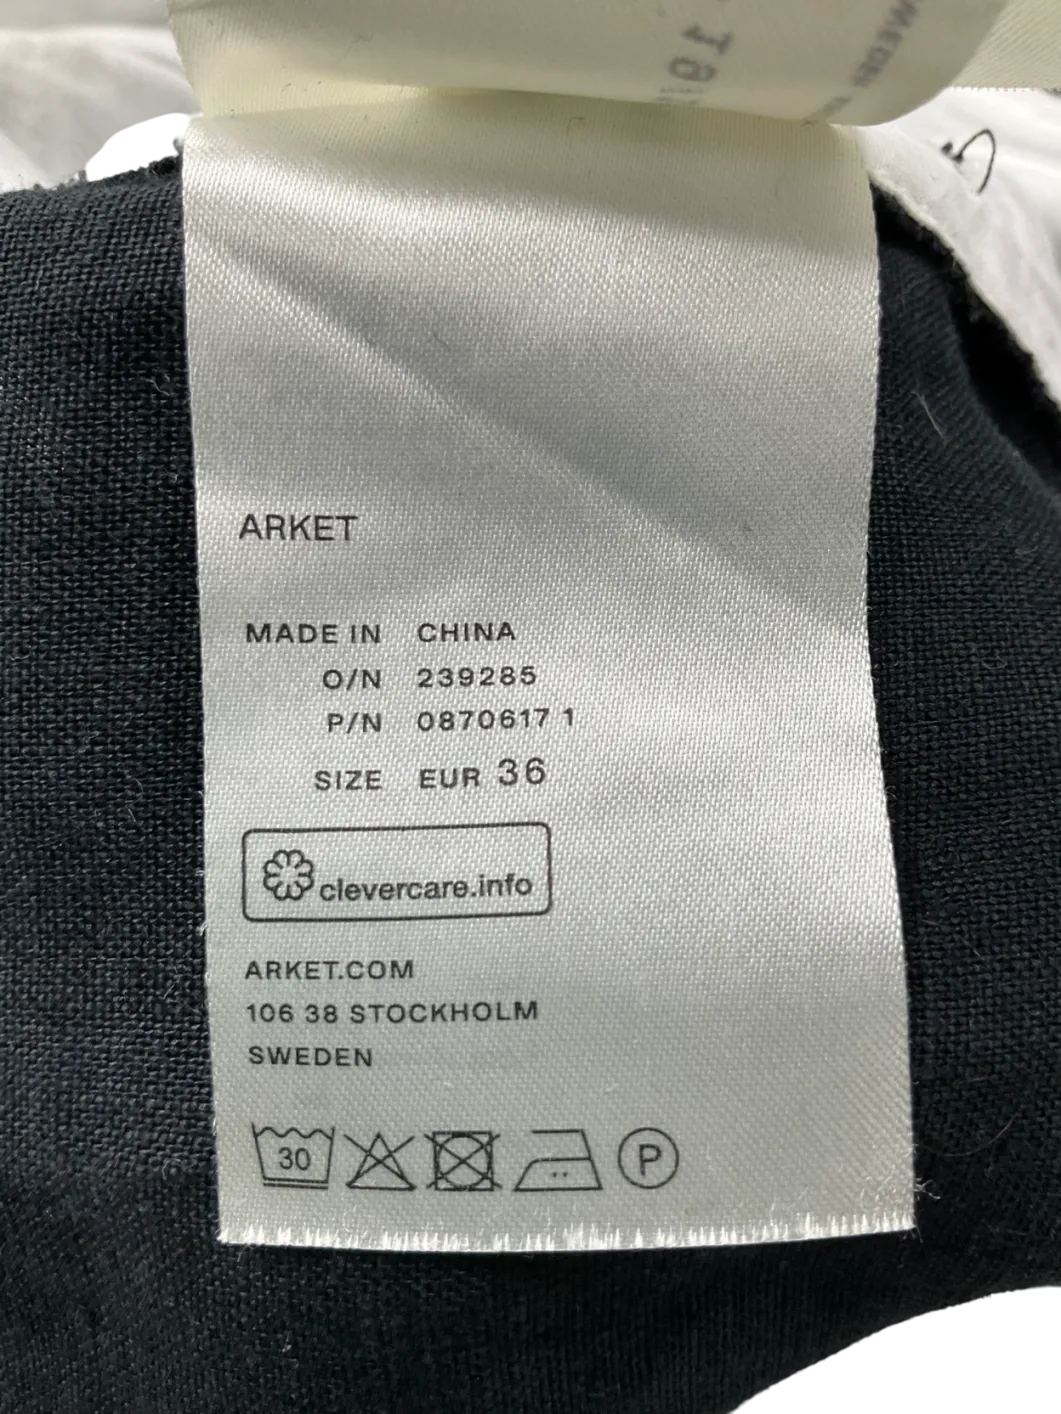 ARKET
MADE IN CHINA
O/N 239285
P/N 0870617 1
SIZE EUR 36
clevercare.info
ARKET.COM
106 38 STOCKHOLM
SWEDEN
30
P